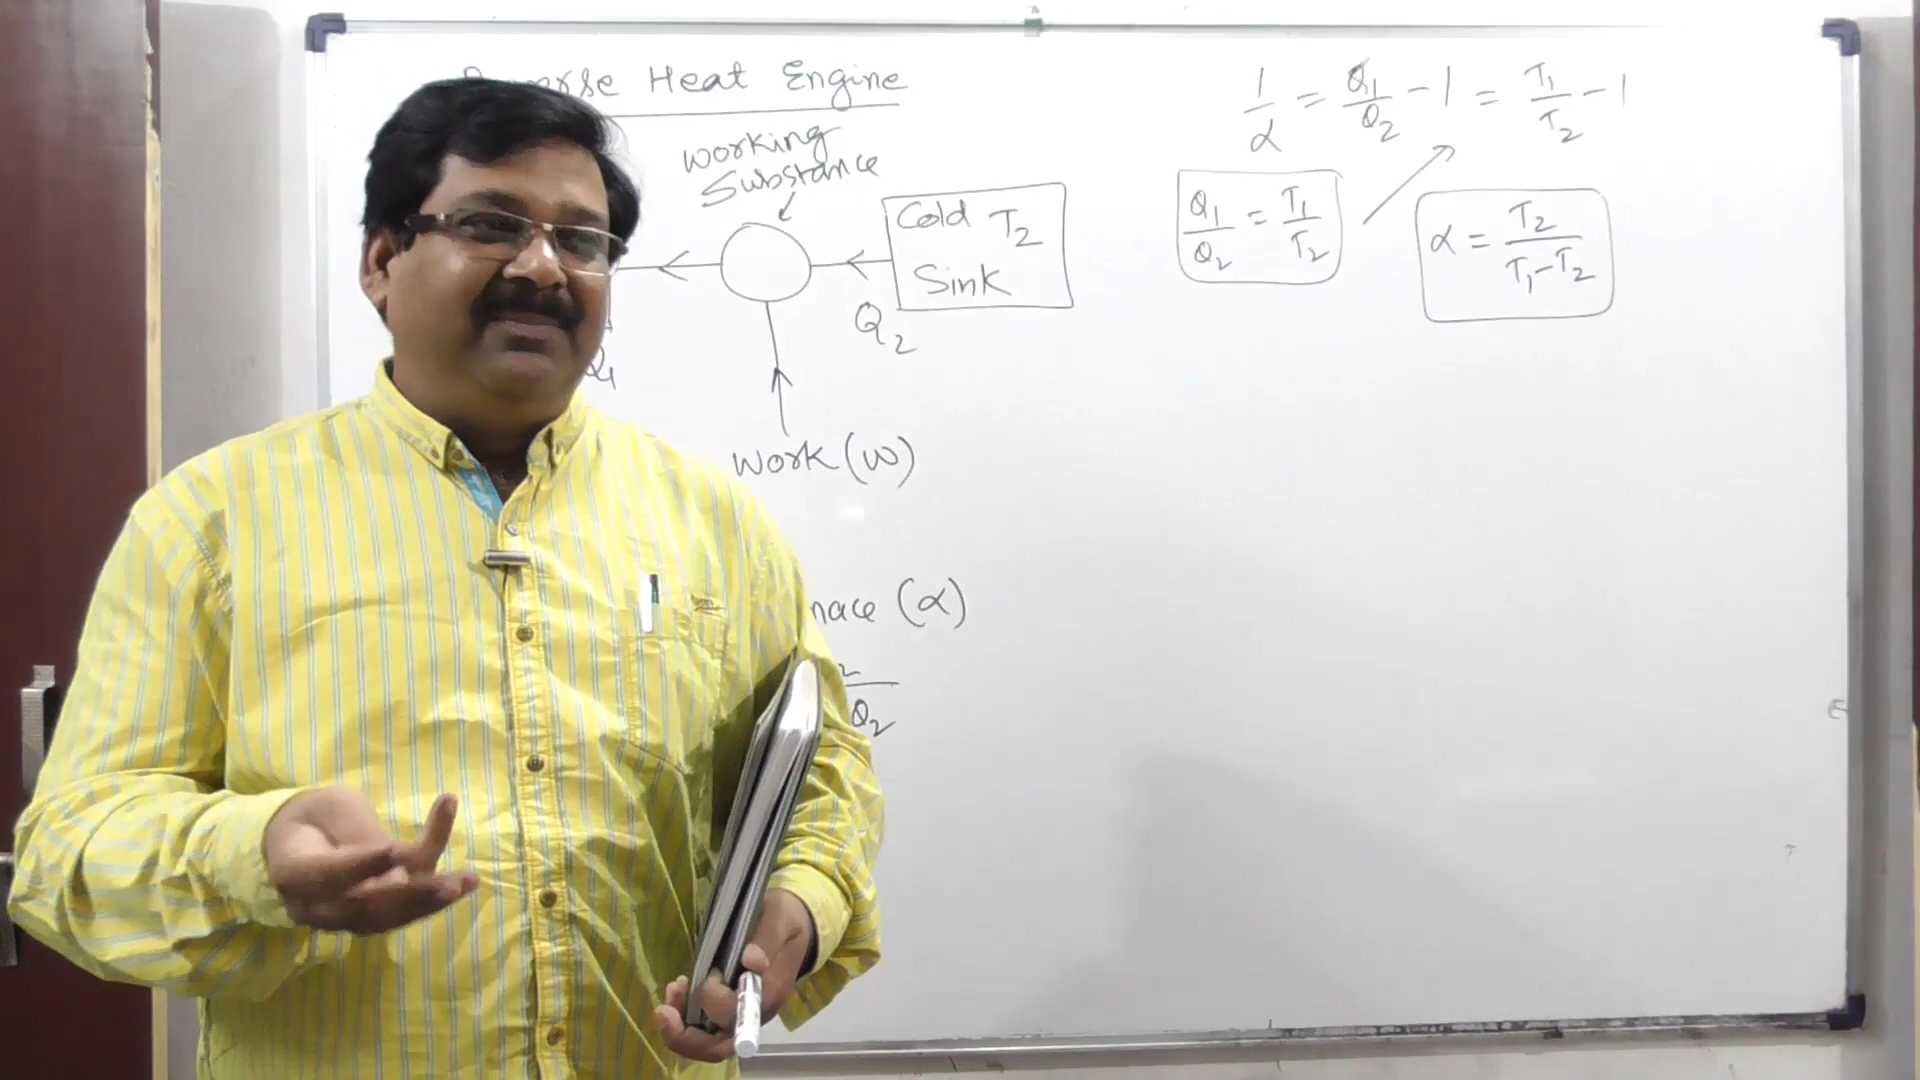 Heat Engine
Working
Substance
Cold T₂
Sink
Q₂
Q₁
Work (W)
(α)
Q₂
1/α = Q₁/Q₂ - 1 = T₁/T₂ - 1
Q₁/Q₂ = T₁/T₂
α = T₂/T₁-T₂